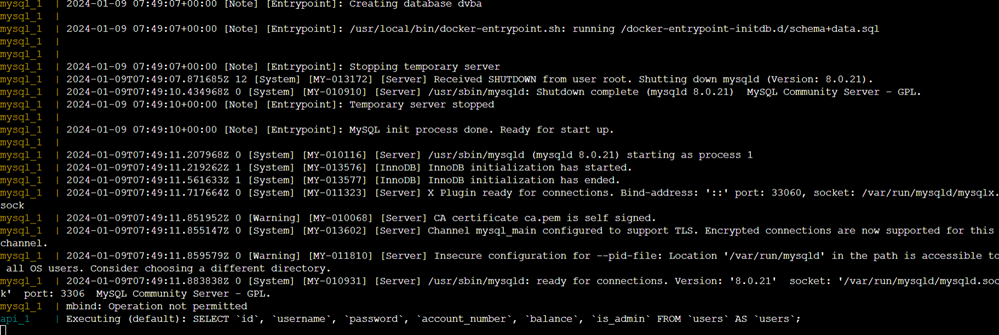 mysql_1 | 2024-01-09 07:49:07+00:00 [Note] [Entrypoint]: Creating database dvba
mysql_1 |
mysql_1 | 2024-01-09 07:49:07+00:00 [Note] [Entrypoint]: /usr/local/bin/docker-entrypoint.sh: running /docker-entrypoint-initdb.d/schema+data.sql
mysql_1 |
mysql_1 |
mysql_1 | 2024-01-09 07:49:07+00:00 [Note] [Entrypoint]: Stopping temporary server
mysql_1 | 2024-01-09T07:49:07.871685Z 12 [System] [MY-013172] [Server] Received SHUTDOWN from user root. Shutting down mysqld (Version: 8.0.21).
mysql_1 | 2024-01-09T07:49:10.434968Z 0 [System] [MY-010910] [Server] /usr/sbin/mysqld: Shutdown complete (mysqld 8.0.21)  MySQL Community Server - GPL.
mysql_1 | 2024-01-09 07:49:10+00:00 [Note] [Entrypoint]: Temporary server stopped
mysql_1 |
mysql_1 | 2024-01-09 07:49:10+00:00 [Note] [Entrypoint]: MySQL init process done. Ready for start up.
mysql_1 |
mysql_1 | 2024-01-09T07:49:11.207968Z 0 [System] [MY-010116] [Server] /usr/sbin/mysqld (mysqld 8.0.21) starting as process 1
mysql_1 | 2024-01-09T07:49:11.219262Z 1 [System] [MY-013576] [InnoDB] InnoDB initialization has started.
mysql_1 | 2024-01-09T07:49:11.561633Z 1 [System] [MY-013577] [InnoDB] InnoDB initialization has ended.
mysql_1 | 2024-01-09T07:49:11.717664Z 0 [System] [MY-011323] [Server] X Plugin ready for connections. Bind-address: '::' port: 33060, socket: /var/run/mysqld/mysqlx.
sock
mysql_1 | 2024-01-09T07:49:11.851952Z 0 [Warning] [MY-010068] [Server] CA certificate ca.pem is self signed.
mysql_1 | 2024-01-09T07:49:11.855147Z 0 [System] [MY-013602] [Server] Channel mysql_main configured to support TLS. Encrypted connections are now supported for this
channel.
mysql_1 | 2024-01-09T07:49:11.859579Z 0 [Warning] [MY-011810] [Server] Insecure configuration for --pid-file: Location '/var/run/mysqld' in the path is accessible to
all OS users. Consider choosing a different directory.
mysql_1 | 2024-01-09T07:49:11.883838Z 0 [System] [MY-010931] [Server] /usr/sbin/mysqld: ready for connections. Version: '8.0.21'  socket: '/var/run/mysqld/mysqld.soc
k'  port: 3306  MySQL Community Server - GPL.
mysql_1 | mbind: Operation not permitted
api_1 | Executing (default): SELECT `id`, `username`, `password`, `account_number`, `balance`, `is_admin` FROM `users` AS `users`;